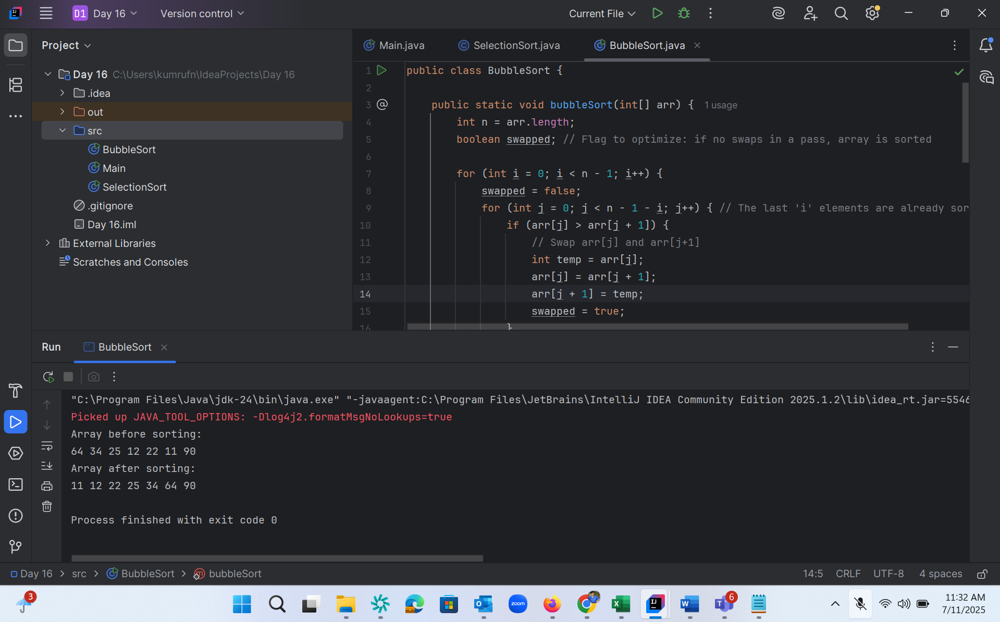 D1 Day 16 Version control Current File
Project
Main.java SelectionSort.java BubbleSort.java
Day 16 C:\Users\kumrufn\IdeaProjects\Day 16
.idea
out
src
BubbleSort
Main
SelectionSort
.gitignore
Day 16.iml
External Libraries
Scratches and Consoles
1 public class BubbleSort {
2
3 public static void bubbleSort(int[] arr) { 1 usage
4 int n = arr.length;
5 boolean swapped; // Flag to optimize: if no swaps in a pass, array is sorted
6
7 for (int i = 0; i < n - 1; i++) {
8 swapped = false;
9 for (int j = 0; j < n - 1 - i; j++) { // The last 'i' elements are already sor
10 if (arr[j] > arr[j + 1]) {
11 // Swap arr[j] and arr[j+1]
12 int temp = arr[j];
13 arr[j] = arr[j + 1];
14 arr[j + 1] = temp;
15 swapped = true;
16 }
Run BubbleSort
"C:\Program Files\Java\jdk-24\bin\java.exe" "-javaagent:C:\Program Files\JetBrains\IntelliJ IDEA Community Edition 2025.1.2\lib\idea_rt.jar=5546
Picked up JAVA_TOOL_OPTIONS: -Dlog4j2.formatMsgNoLookups=true
Array before sorting:
64 34 25 12 22 11 90
Array after sorting:
11 12 22 25 34 64 90
Process finished with exit code 0
Day 16 > src > BubbleSort > bubbleSort 14:5 CRLF UTF-8 4 spaces
3 zoom 6 11:32 AM
7/11/2025